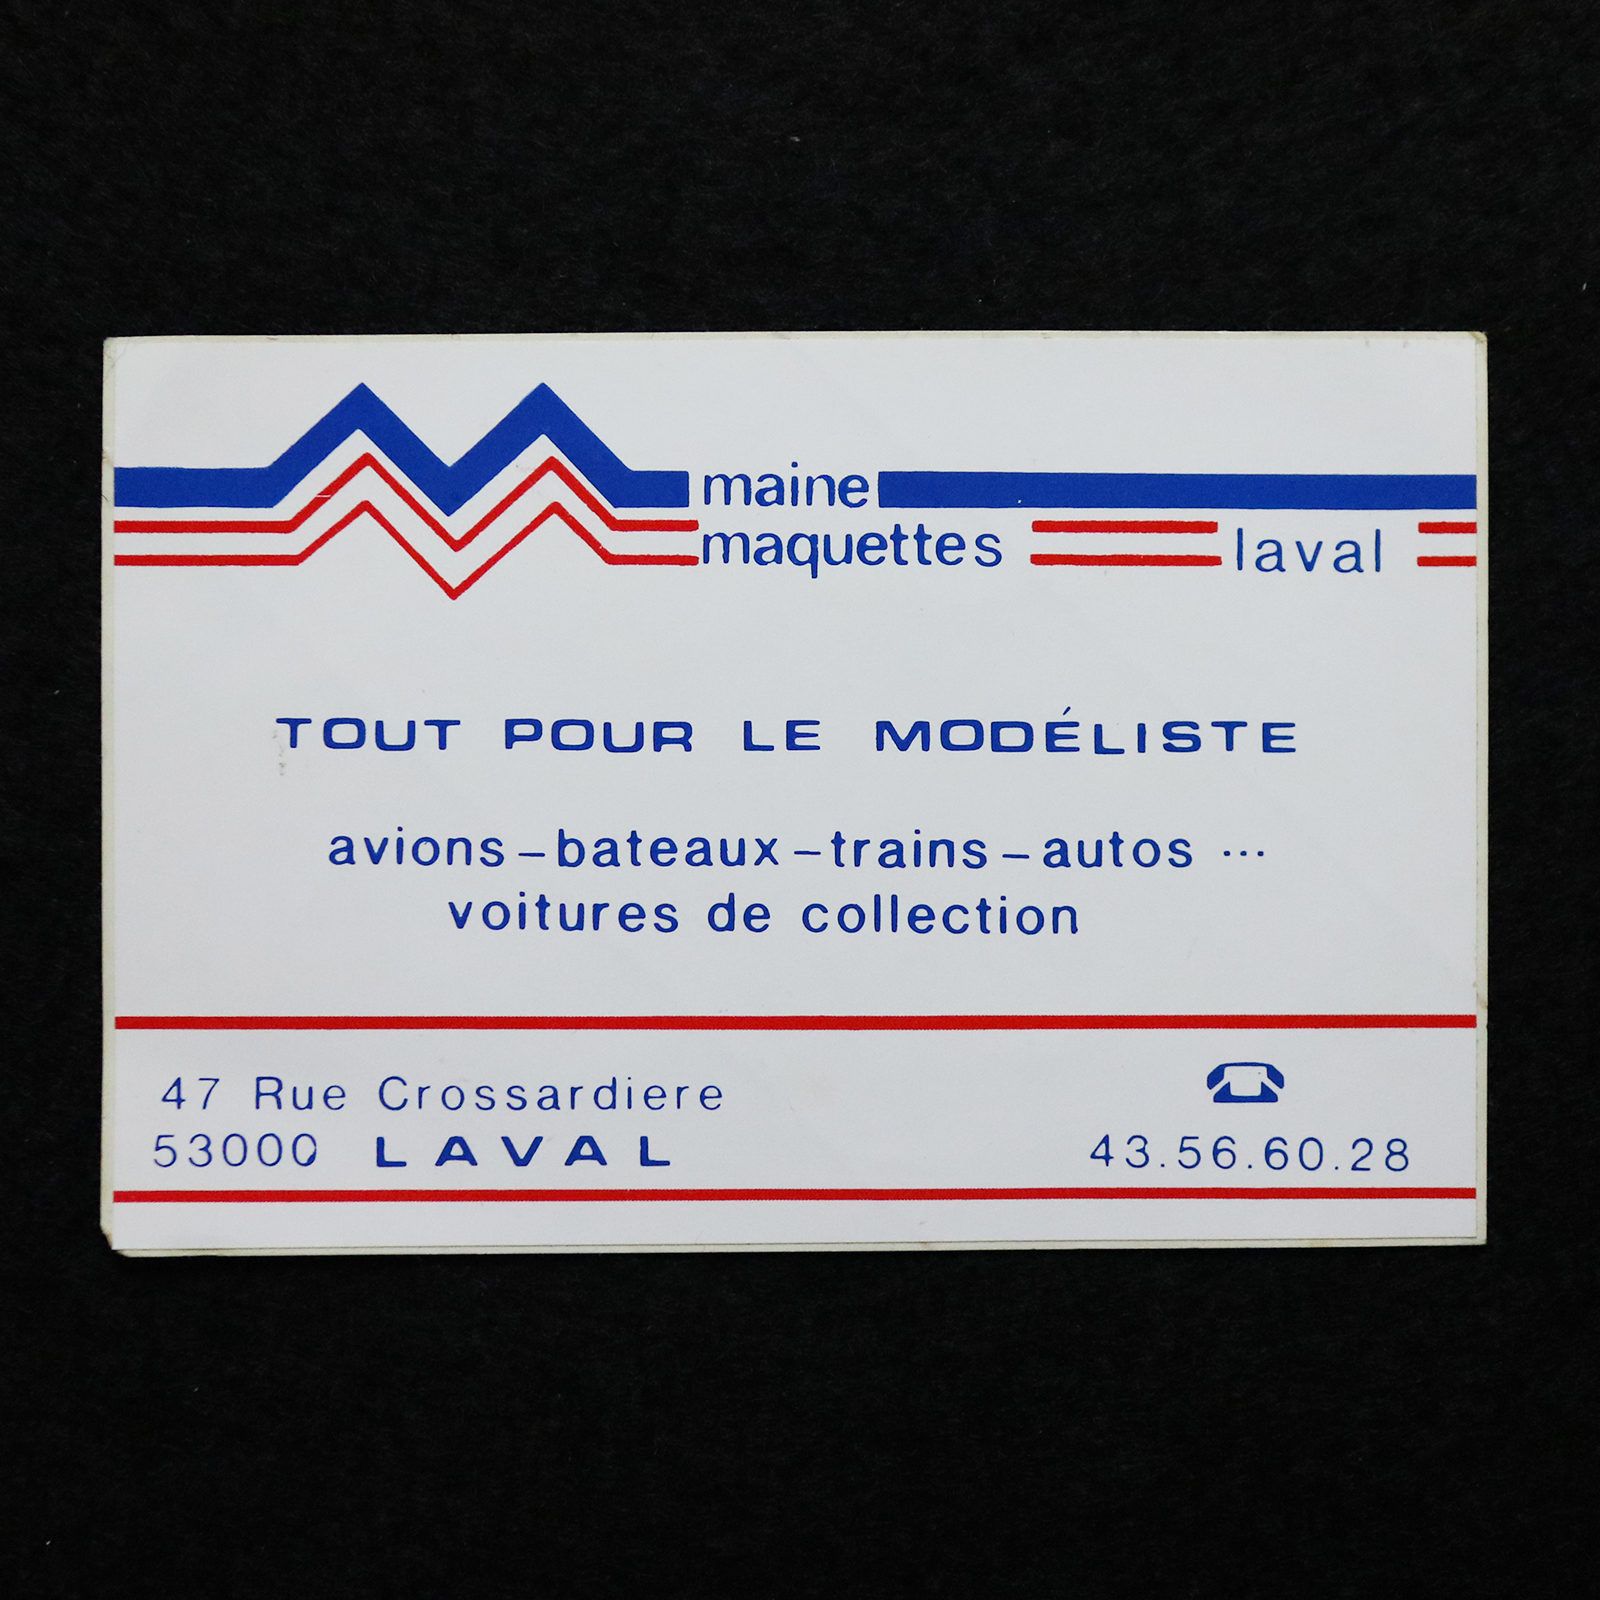 maine
maquettes laval
TOUT POUR LE MODÉLISTE
avions-bateaux-trains-autos ...
voitures de collection
47 Rue Crossardiere
53000 LAVAL
43.56.60.28